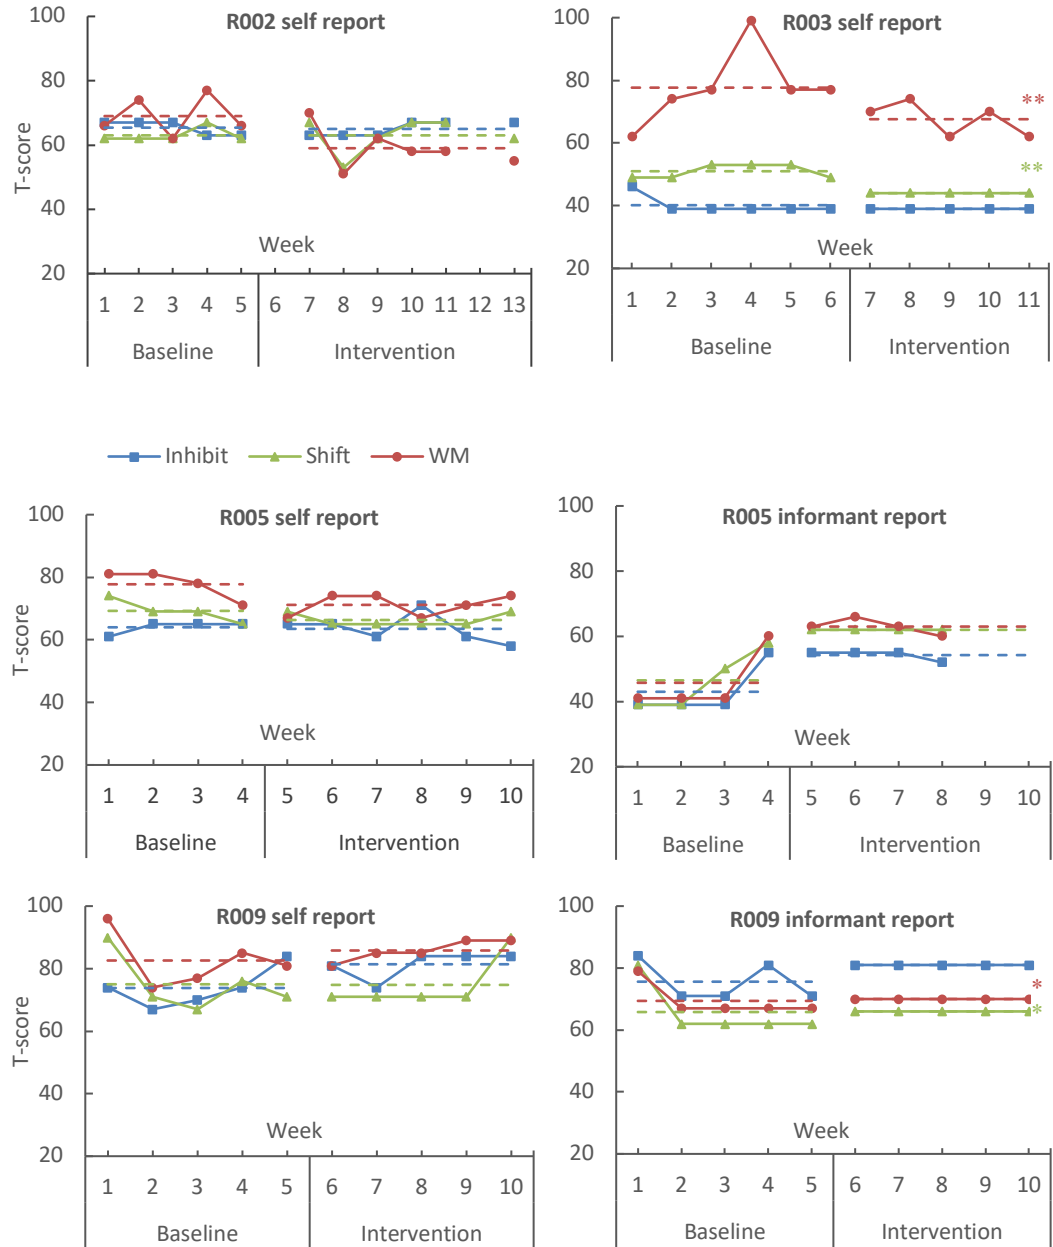 R002 self report
100
80
60
40
20
T-score
Week
1 2 3 4 5 6 7 8 9 10 11 12 13
Baseline Intervention
R003 self report
100
80
60
40
20
**
**
Week
1 2 3 4 5 6 7 8 9 10 11
Baseline Intervention
Inhibit Shift WM
R005 self report
100
80
60
40
20
T-score
Week
1 2 3 4 5 6 7 8 9 10
Baseline Intervention
R005 informant report
100
80
60
40
20
Week
1 2 3 4 5 6 7 8 9 10
Baseline Intervention
R009 self report
100
80
60
40
20
T-score
Week
1 2 3 4 5 6 7 8 9 10
Baseline Intervention
R009 informant report
100
80
60
40
20
*
*
Week
1 2 3 4 5 6 7 8 9 10
Baseline Intervention